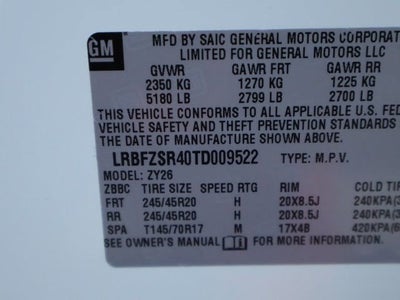 GM
MFD BY SAIC GENERAL MOTORS CORPORAT
LIMITED FOR GENERAL MOTORS LLC
GVWR GAWR FRT GAWR RR
2350 KG 1270 KG 1225 KG
5180 LB 2799 LB 2700 LB
THIS VEHICLE CONFORMS TO ALL APPLICABLE U.S. FEDE
VEHICLE SAFETY AND THEFT PREVENTION STANDARDS
THE DATE OF MANUFACTURE SHOWN ABOVE.
LRBFZSR40TD009522 TYPE: M.P.V.
MODEL: ZY26
ZBBC TIRE SIZE SPEED RTG RIM COLD TI
FRT 245/45R20 H 20X8.5J 240KPA(3
RR 245/45R20 H 20X8.5J 240KPA(3
SPA T145/70R17 M 17X4B 420KPA(6
SEE OWNER'S MANUAL FOR MORE INFORMATION.